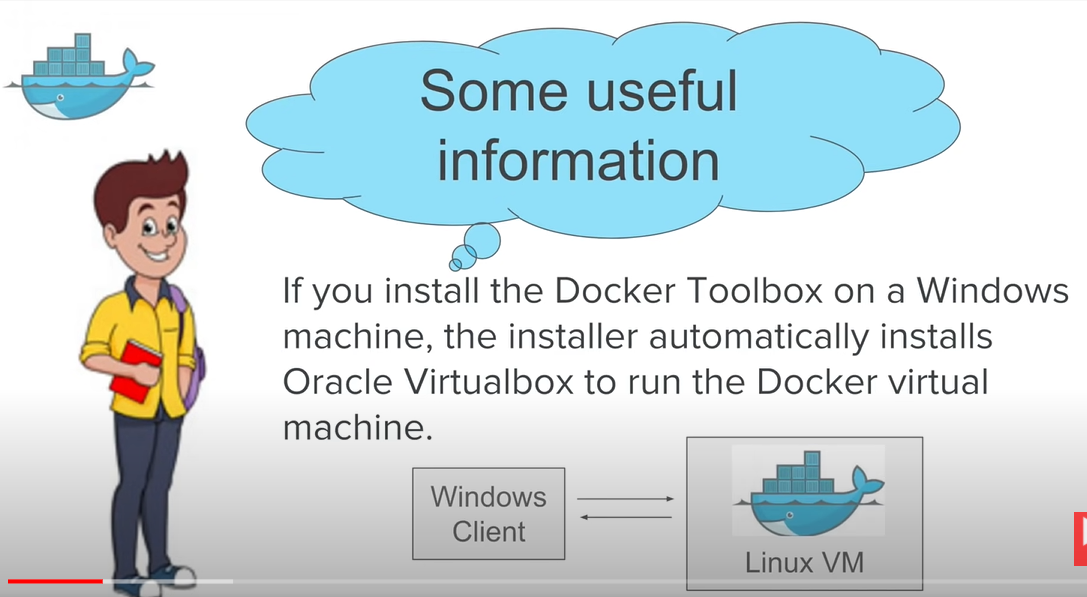 Some useful
information
If you install the Docker Toolbox on a Windows
machine, the installer automatically installs
Oracle Virtualbox to run the Docker virtual
machine.
Windows
Client
Linux VM